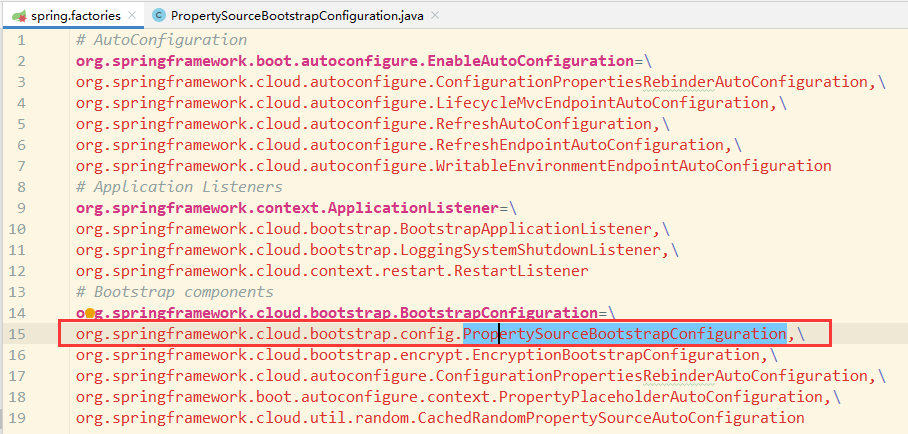 spring.factories × PropertySourceBootstrapConfiguration.java ×
1 # AutoConfiguration
2 org.springframework.boot.autoconfigure.EnableAutoConfiguration=\
3 org.springframework.cloud.autoconfigure.ConfigurationPropertiesRebinderAutoConfiguration,\
4 org.springframework.cloud.autoconfigure.LifecycleMvcEndpointAutoConfiguration,\
5 org.springframework.cloud.autoconfigure.RefreshAutoConfiguration,\
6 org.springframework.cloud.autoconfigure.RefreshEndpointAutoConfiguration,\
7 org.springframework.cloud.autoconfigure.WritableEnvironmentEndpointAutoConfiguration
8 # Application Listeners
9 org.springframework.context.ApplicationListener=\
10 org.springframework.cloud.bootstrap.BootstrapApplicationListener,\
11 org.springframework.cloud.bootstrap.LoggingSystemShutdownListener,\
12 org.springframework.cloud.context.restart.RestartListener
13 # Bootstrap components
14 org.springframework.cloud.bootstrap.BootstrapConfiguration=\
15 org.springframework.cloud.bootstrap.config.PropertySourceBootstrapConfiguration,\
16 org.springframework.cloud.bootstrap.encrypt.EncryptionBootstrapConfiguration,\
17 org.springframework.cloud.autoconfigure.ConfigurationPropertiesRebinderAutoConfiguration,\
18 org.springframework.boot.autoconfigure.context.PropertyPlaceholderAutoConfiguration,\
19 org.springframework.cloud.util.random.CachedRandomPropertySourceAutoConfiguration